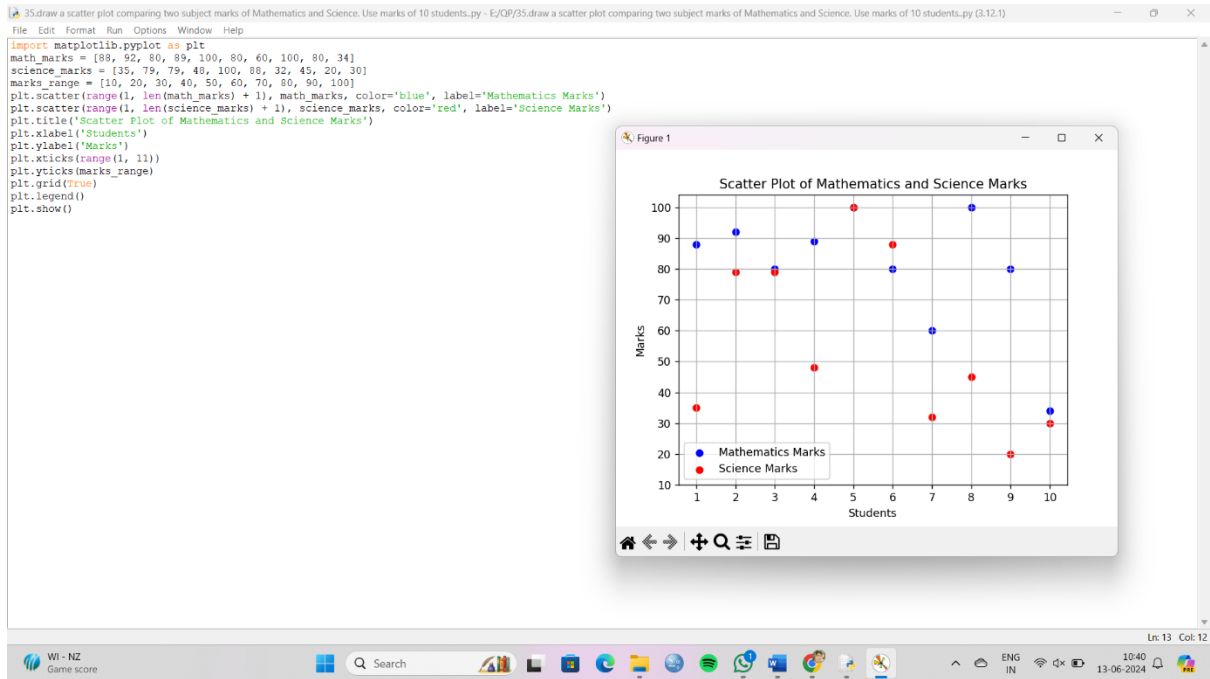 35.draw a scatter plot comparing two subject marks of Mathematics and Science. Use marks of 10 students..py - E:/QP/35.draw a scatter plot comparing two subject marks of Mathematics and Science. Use marks of 10 students..py (3.12.1)
File Edit Format Run Options Window Help
import matplotlib.pyplot as plt
math_marks = [88, 92, 80, 89, 100, 80, 60, 100, 80, 34]
science_marks = [35, 79, 79, 48, 100, 88, 32, 45, 20, 30]
marks_range = [10, 20, 30, 40, 50, 60, 70, 80, 90, 100]
plt.scatter(range(1, len(math_marks) + 1), math_marks, color='blue', label='Mathematics Marks')
plt.scatter(range(1, len(science_marks) + 1), science_marks, color='red', label='Science Marks')
plt.title('Scatter Plot of Mathematics and Science Marks')
plt.xlabel('Students')
plt.ylabel('Marks')
plt.xticks(range(1, 11))
plt.yticks(marks_range)
plt.grid(True)
plt.legend()
plt.show()
Figure 1
Scatter Plot of Mathematics and Science Marks
100
90
80
70
60
50
40
30
20
10
Marks
Mathematics Marks
Science Marks
1 2 3 4 5 6 7 8 9 10
Students
Ln: 13 Col: 12
WI - NZ
Game score
Search
ENG
IN
10:40
13-06-2024
PRE